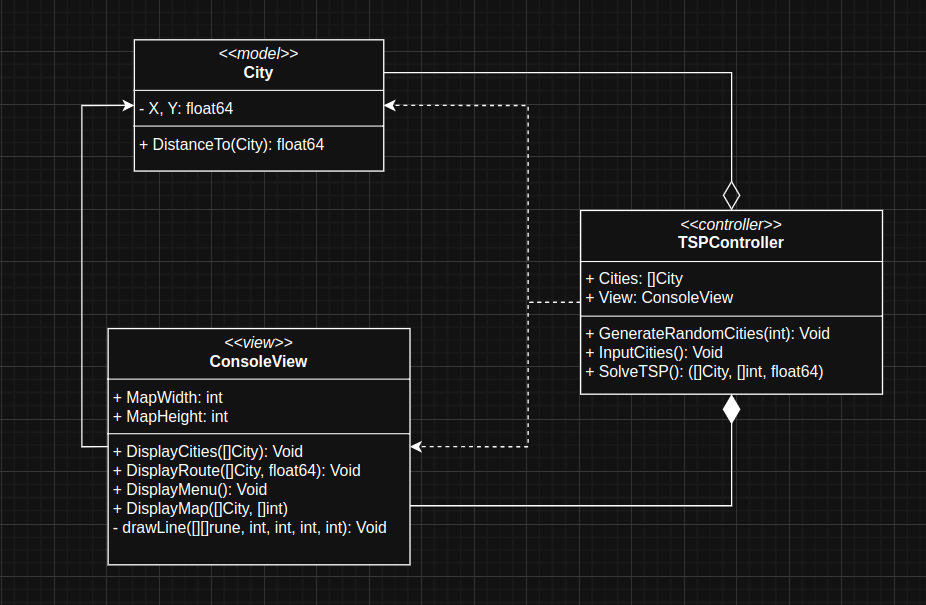 <<model>>
City
- X, Y: float64
+ DistanceTo(City): float64
<<controller>>
TSPController
+ Cities: []City
+ View: ConsoleView
+ GenerateRandomCities(int): Void
+ InputCities(): Void
+ SolveTSP(): ([]City, []int, float64)
<<view>>
ConsoleView
+ MapWidth: int
+ MapHeight: int
+ DisplayCities([]City): Void
+ DisplayRoute([]City, float64): Void
+ DisplayMenu(): Void
+ DisplayMap([]City, []int)
- drawLine([][]rune, int, int, int, int): Void